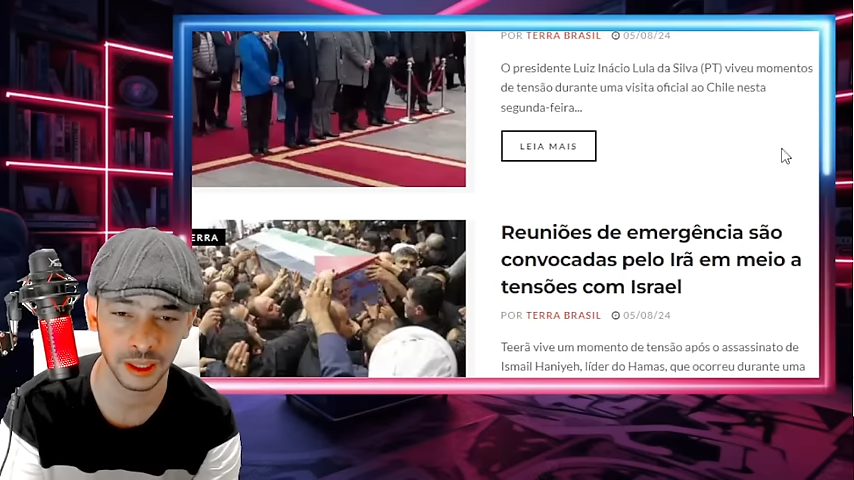 POR TERRA BRASIL 05/08/24
O presidente Luiz Inácio Lula da Silva (PT) viveu momentos
de tensão durante uma visita oficial ao Chile nesta
segunda-feira...
LEIA MAIS
ERRA
Reuniões de emergência são
convocadas pelo Irã em meio a
tensões com Israel
POR TERRA BRASIL 05/08/24
Teerã vive um momento de tensão após o assassinato de
Ismail Haniyeh, líder do Hamas, que ocorreu durante uma